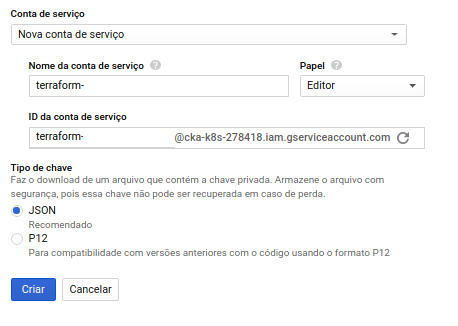 Conta de serviço
Nova conta de serviço
Nome da conta de serviço ? Papel ?
terraform- Editor
ID da conta de serviço
terraform- @cka-k8s-278418.iam.gserviceaccount.com
Tipo de chave
Faz o download de um arquivo que contém a chave privada. Armazene o arquivo com
segurança, pois essa chave não pode ser recuperada em caso de perda.
JSON
Recomendado
P12
Para compatibilidade com versões anteriores com o código usando o formato P12
Criar Cancelar